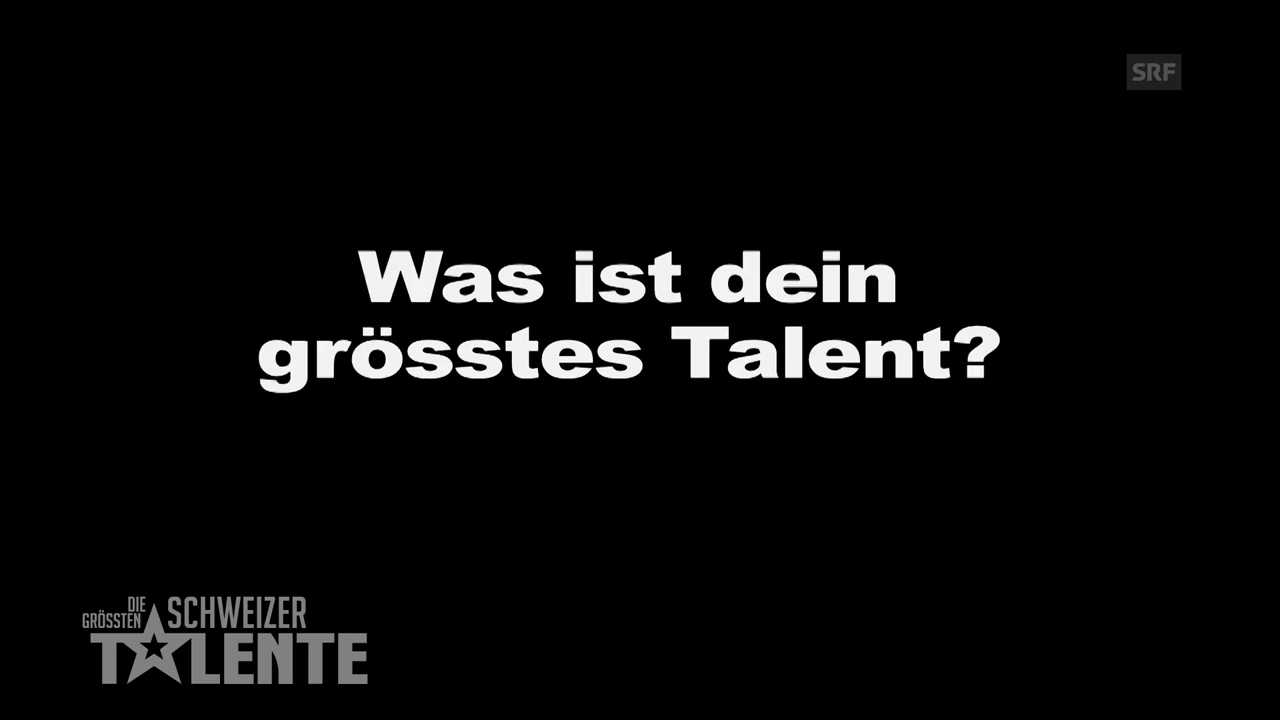 SRF
Was ist dein
grösstes Talent?
DIE
GRÖSSTEN
SCHWEIZER
TALENTE